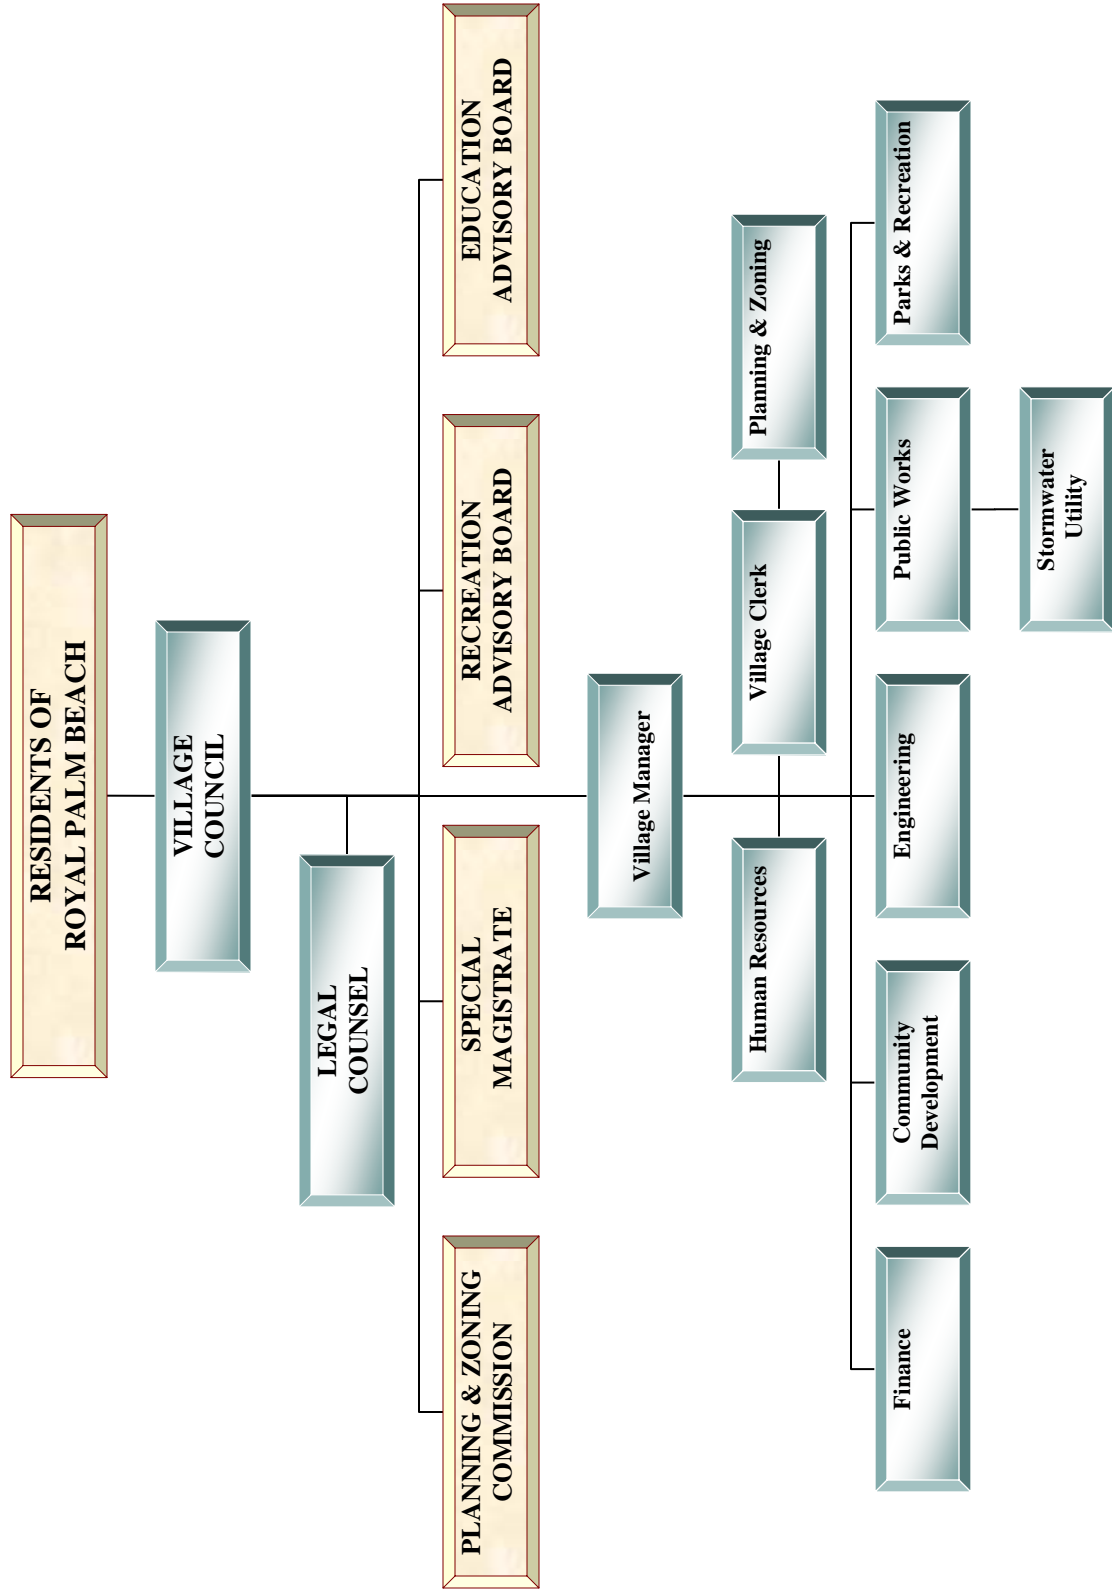 RESIDENTS OF
ROYAL PALM BEACH
VILLAGE
COUNCIL
LEGAL
COUNSEL
PLANNING & ZONING
COMMISSION
SPECIAL
MAGISTRATE
RECREATION
ADVISORY BOARD
EDUCATION
ADVISORY BOARD
Village Manager
Human Resources
Village Clerk
Planning & Zoning
Finance
Community
Development
Engineering
Public Works
Parks & Recreation
Stormwater
Utility